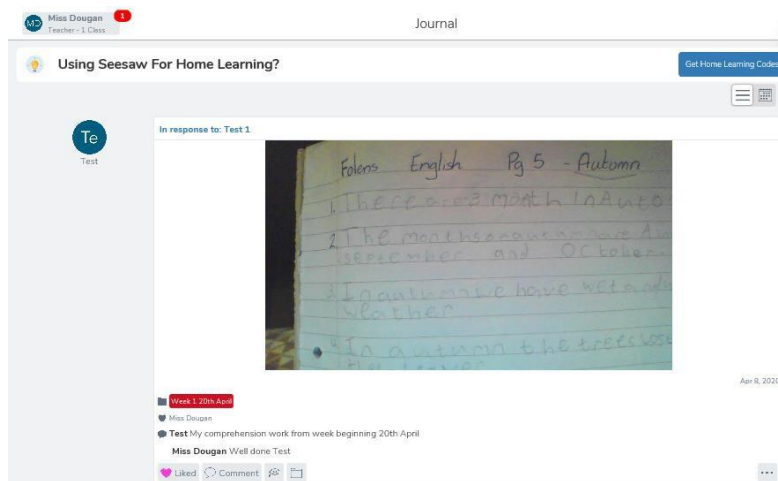 MD
Miss Dougan
1
Teacher - 1 Class
Journal
Using Seesaw For Home Learning?
Get Home Learning Codes
Te
Test
In response to: Test 1
Folens English Pg 5 - Autumn
1. There are 3 month in Auto
2. The months
september and October
3. In autumn we have wet and
weather
4. In autumn the trees lose
Apr 8, 2020
Week 1 20th April
Miss Dougan
Test My comprehension work from week beginning 20th April
Miss Dougan Well done Test
Liked
Comment